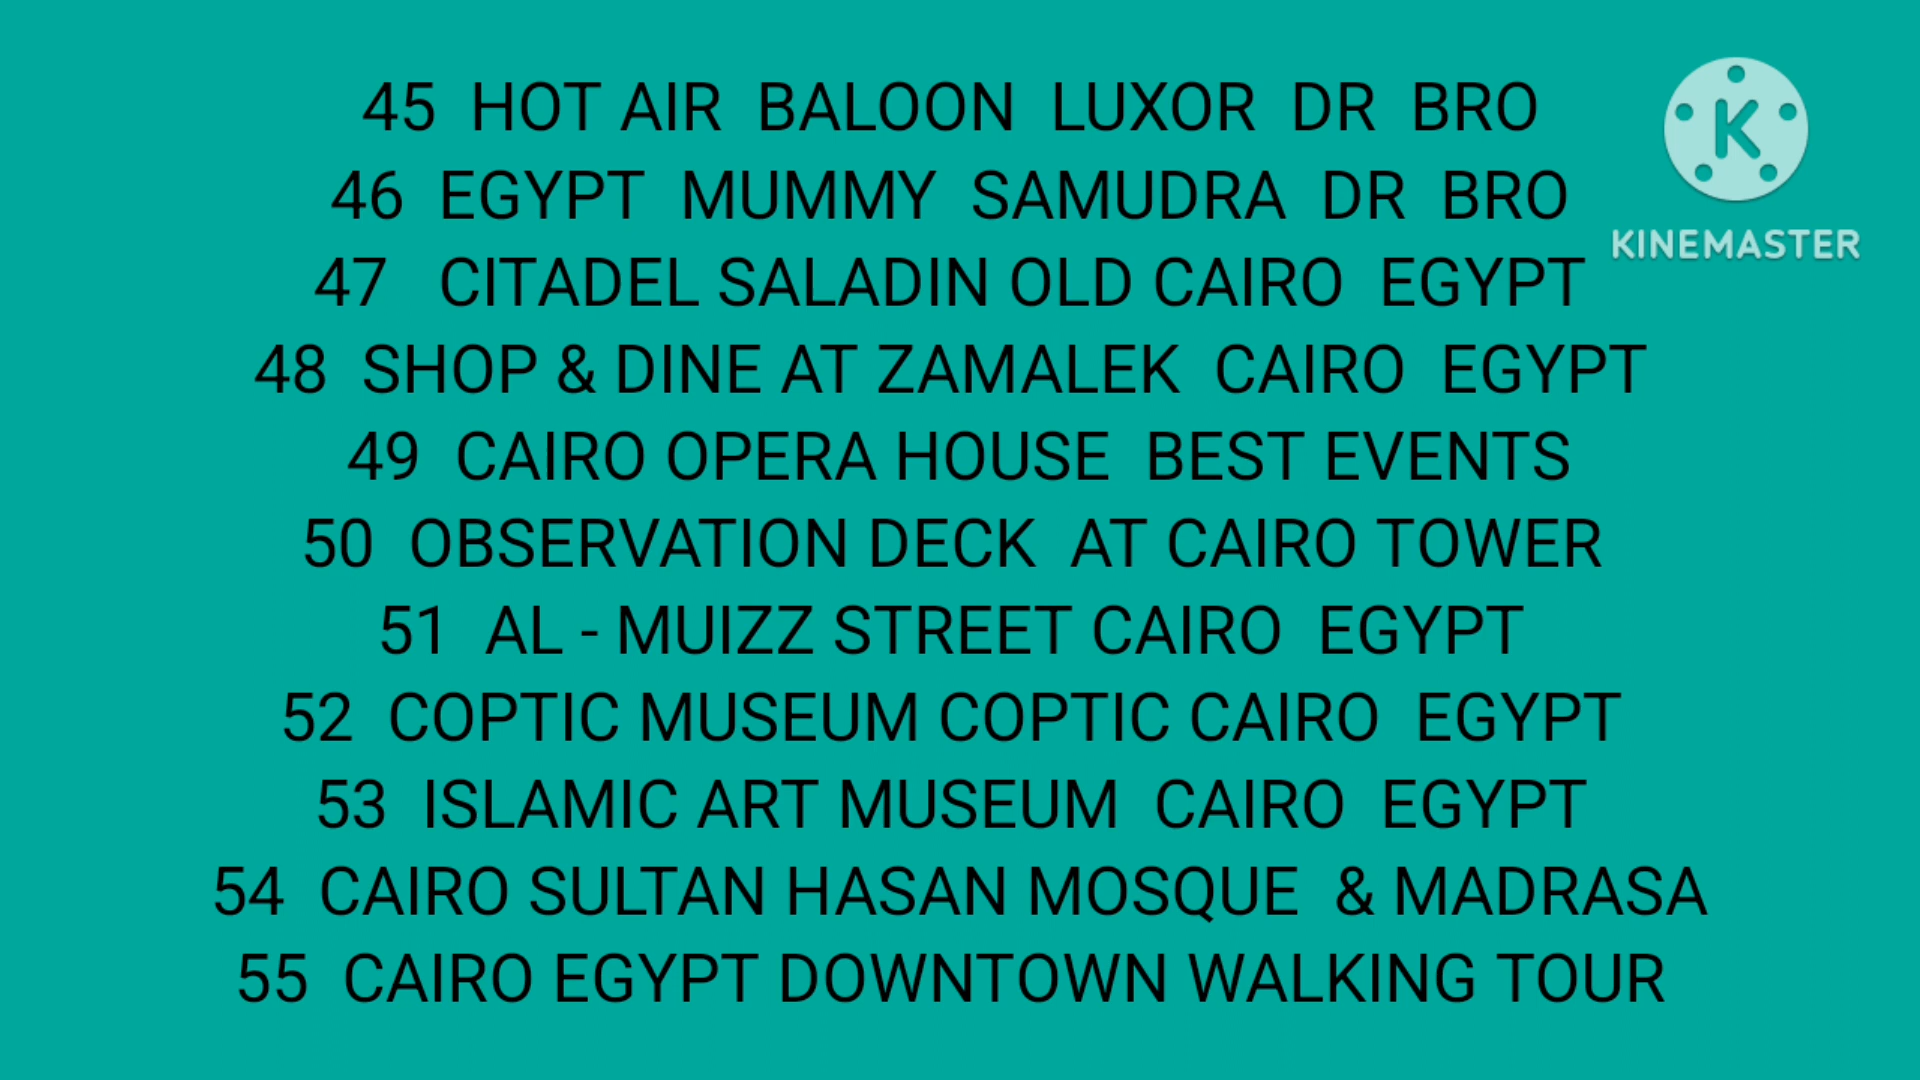 45 HOT AIR BALOON LUXOR DR BRO
46 EGYPT MUMMY SAMUDRA DR BRO
47 CITADEL SALADIN OLD CAIRO EGYPT
48 SHOP & DINE AT ZAMALEK CAIRO EGYPT
49 CAIRO OPERA HOUSE BEST EVENTS
50 OBSERVATION DECK AT CAIRO TOWER
51 AL - MUIZZ STREET CAIRO EGYPT
52 COPTIC MUSEUM COPTIC CAIRO EGYPT
53 ISLAMIC ART MUSEUM CAIRO EGYPT
54 CAIRO SULTAN HASAN MOSQUE & MADRASA
55 CAIRO EGYPT DOWNTOWN WALKING TOUR
K
KINEMASTER